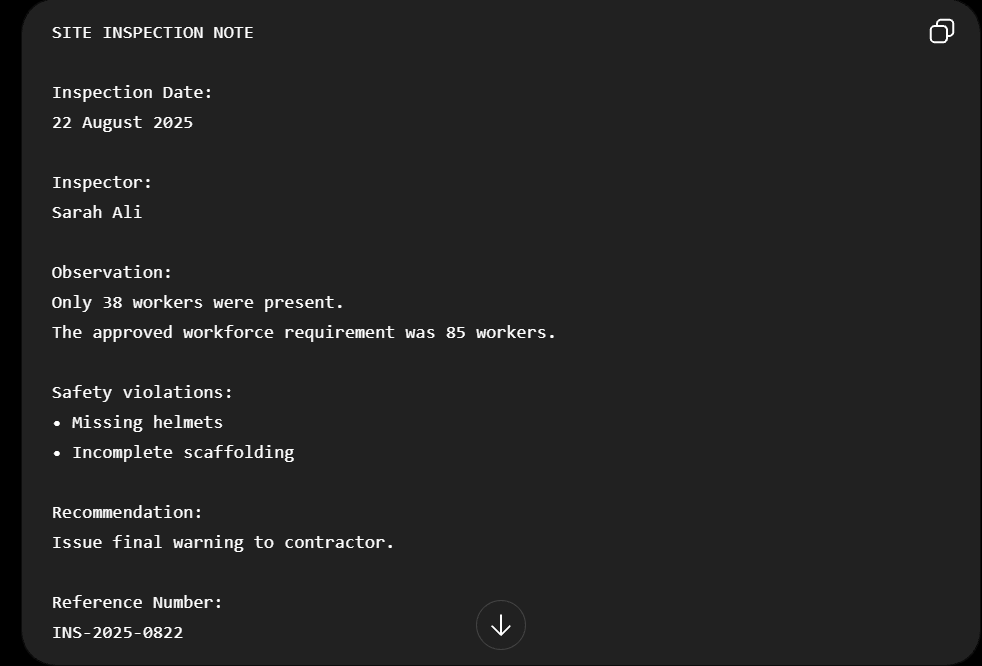 SITE INSPECTION NOTE
Inspection Date:
22 August 2025
Inspector:
Sarah Ali
Observation:
Only 38 workers were present.
The approved workforce requirement was 85 workers.
Safety violations:
• Missing helmets
• Incomplete scaffolding
Recommendation:
Issue final warning to contractor.
Reference Number:
INS-2025-0822